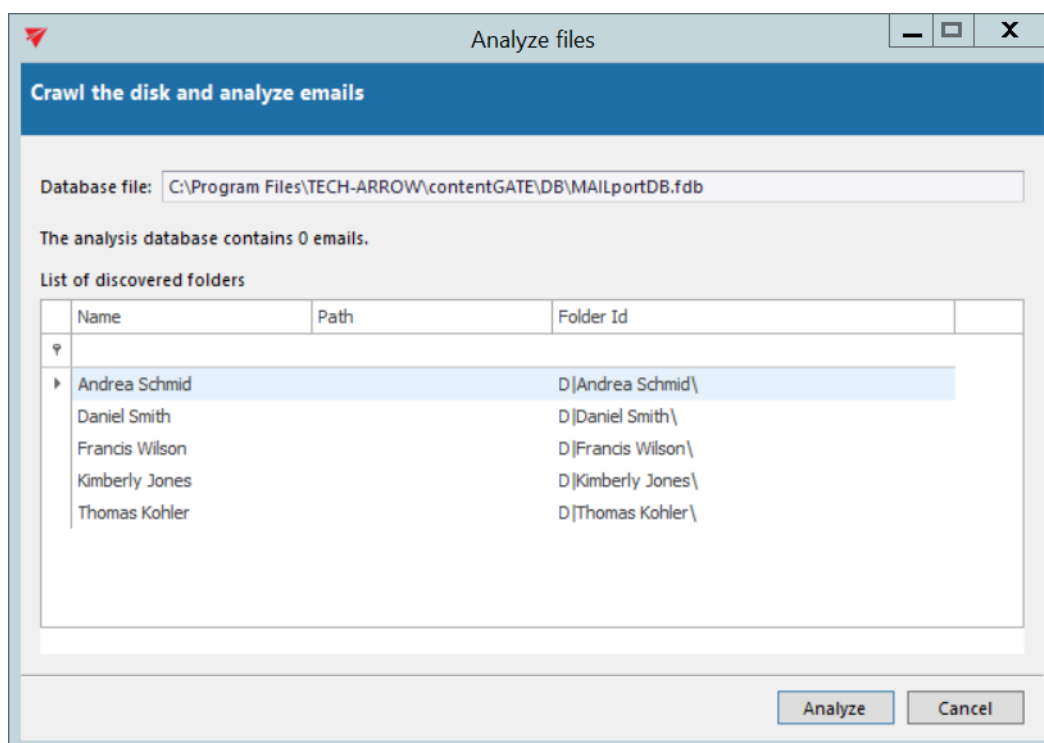 Analyze files
Crawl the disk and analyze emails
Database file: C:\Program Files\TECH-ARROW\contentGATE\DB\MAILportDB.fdb
The analysis database contains 0 emails.
List of discovered folders
Name Path Folder Id
Andrea Schmid D|Andrea Schmid\
Daniel Smith D|Daniel Smith\
Francis Wilson D|Francis Wilson\
Kimberly Jones D|Kimberly Jones\
Thomas Kohler D|Thomas Kohler\
Analyze Cancel